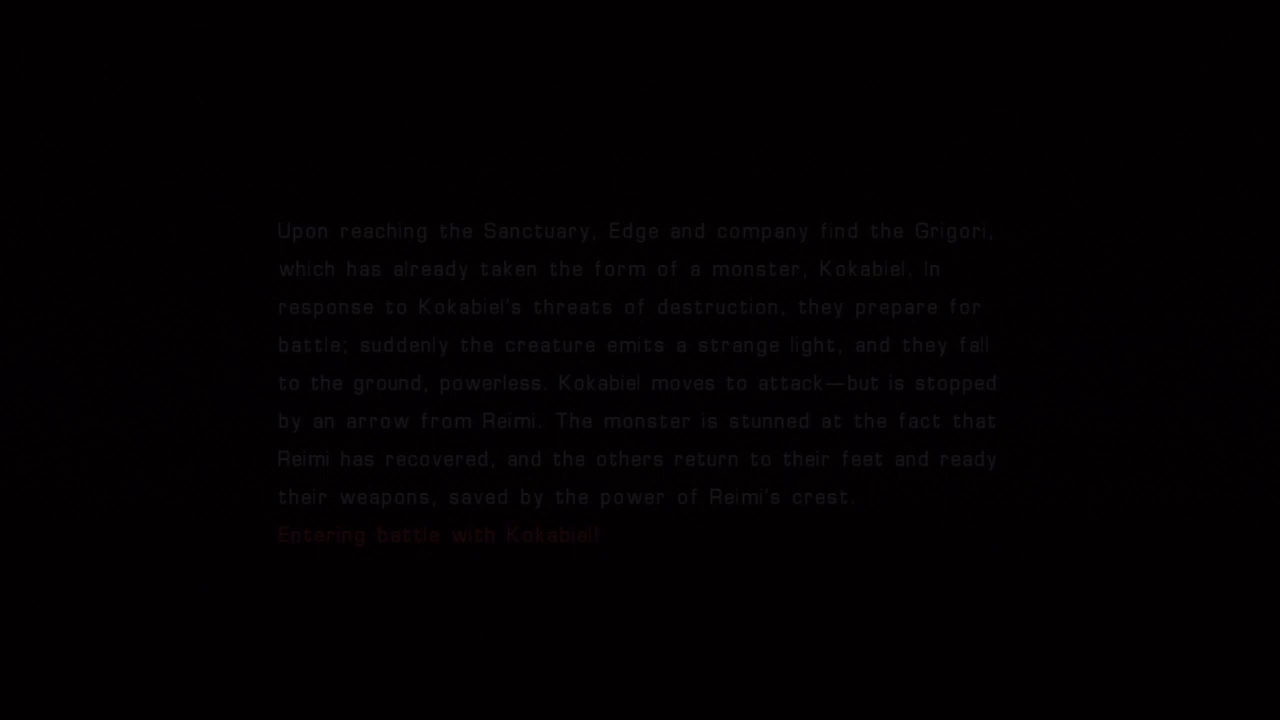 Upon reaching the Sanctuary, Edge and company find the Grigori,
which has already taken the form of a monster, Kokabiel. In
response to Kokabiel's threats of destruction, they prepare for
battle; suddenly the creature emits a strange light, and they fall
to the ground, powerless. Kokabiel moves to attack—but is stopped
by an arrow from Reimi. The monster is stunned at the fact that
Reimi has recovered, and the others return to their feet and ready
their weapons, saved by the power of Reimi's crest.
Entering battle with Kokabiel!